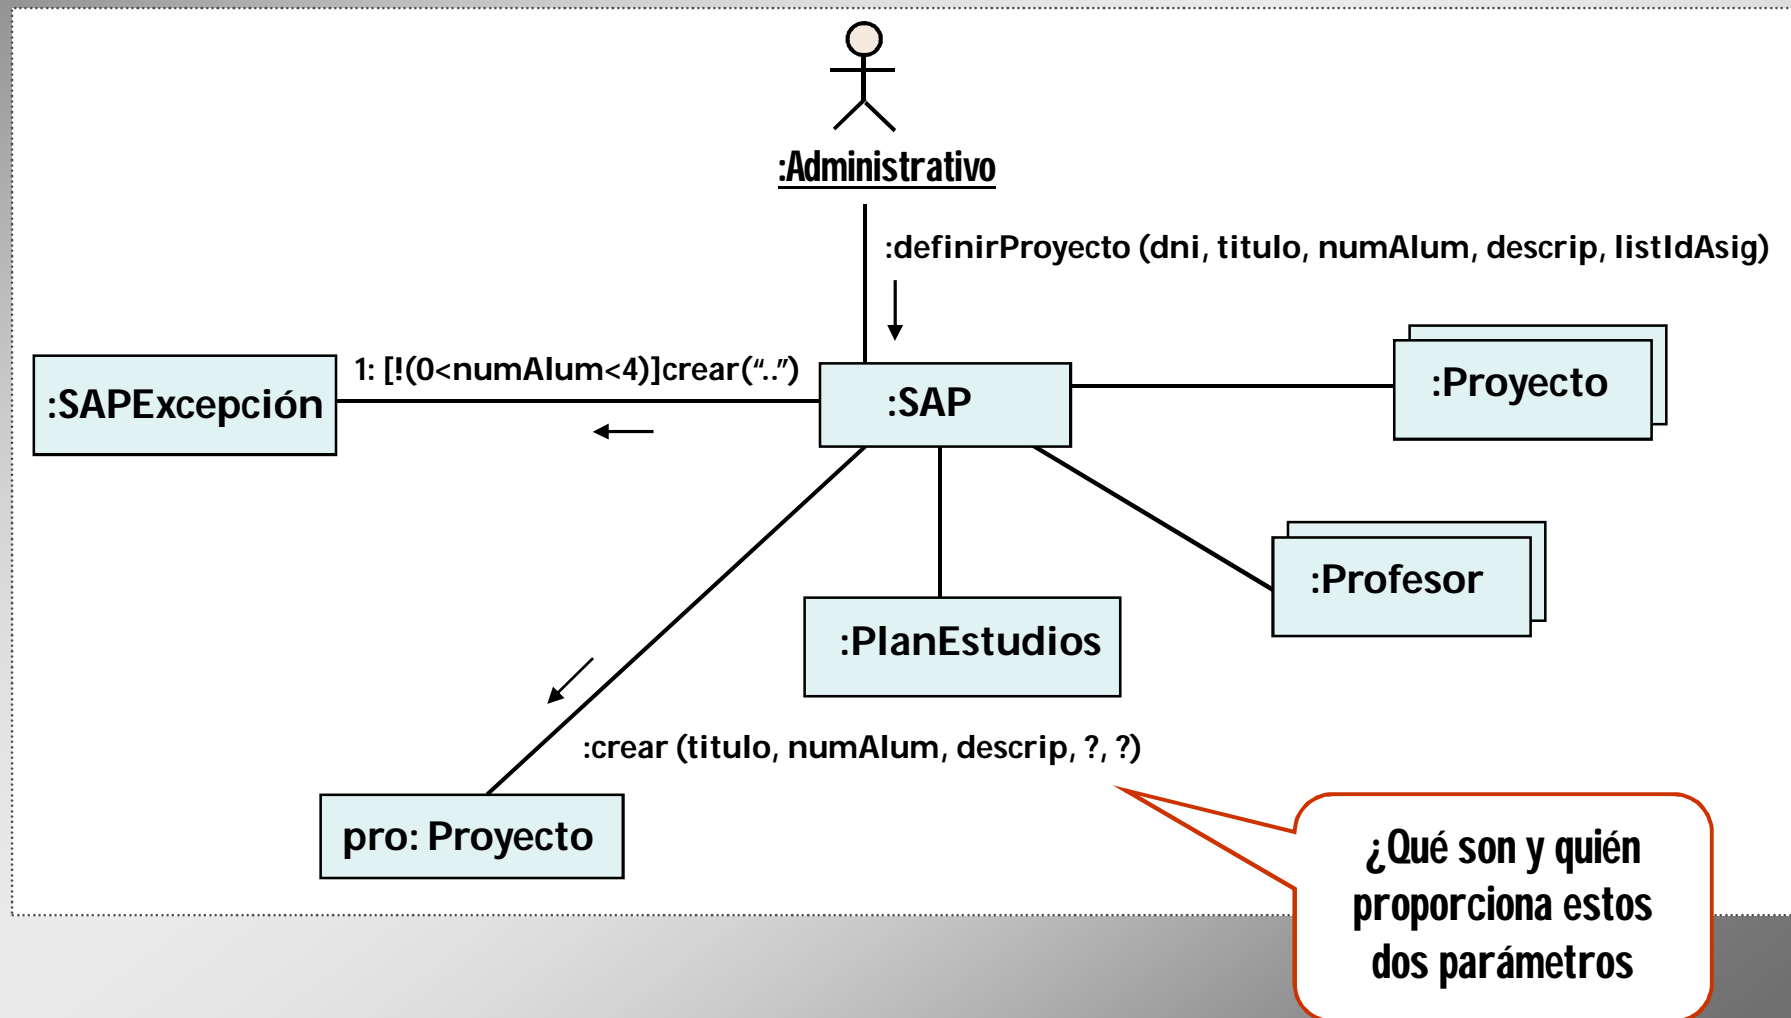 :Administrativo
:definirProyecto (dni, titulo, numAlum, descrip, listIdAsig)
1: [!(0<numAlum<4)]crear(“..”)
:SAPExcepción
:SAP
:Proyecto
:Profesor
:PlanEstudios
:crear (titulo, numAlum, descrip, ?, ?)
pro: Proyecto
¿Qué son y quién
proporciona estos
dos parámetros